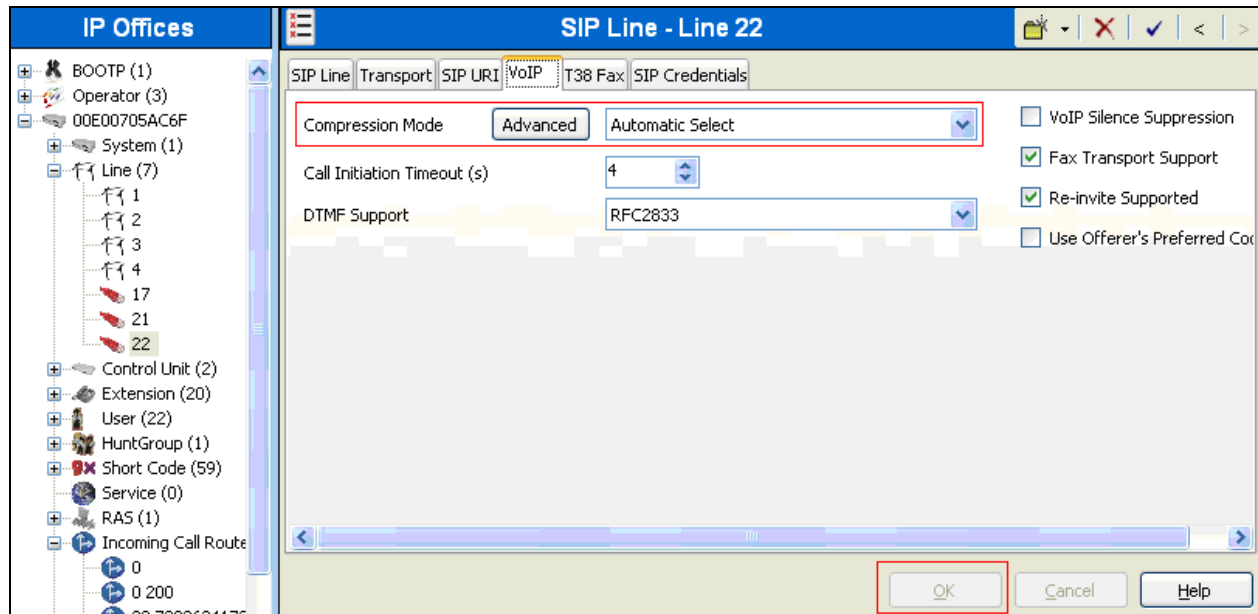 IP Offices
BOOTP (1)
Operator (3)
00E00705AC6F
System (1)
Line (7)
1
2
3
4
17
21
22
Control Unit (2)
Extension (20)
User (22)
HuntGroup (1)
Short Code (59)
Service (0)
RAS (1)
Incoming Call Route
0
0 200
SIP Line - Line 22
SIP Line Transport SIP URI VoIP T38 Fax SIP Credentials
Compression Mode Advanced Automatic Select
Call Initiation Timeout (s) 4
DTMF Support RFC2833
VoIP Silence Suppression
Fax Transport Support
Re-invite Supported
Use Offerer's Preferred Co
OK Cancel Help